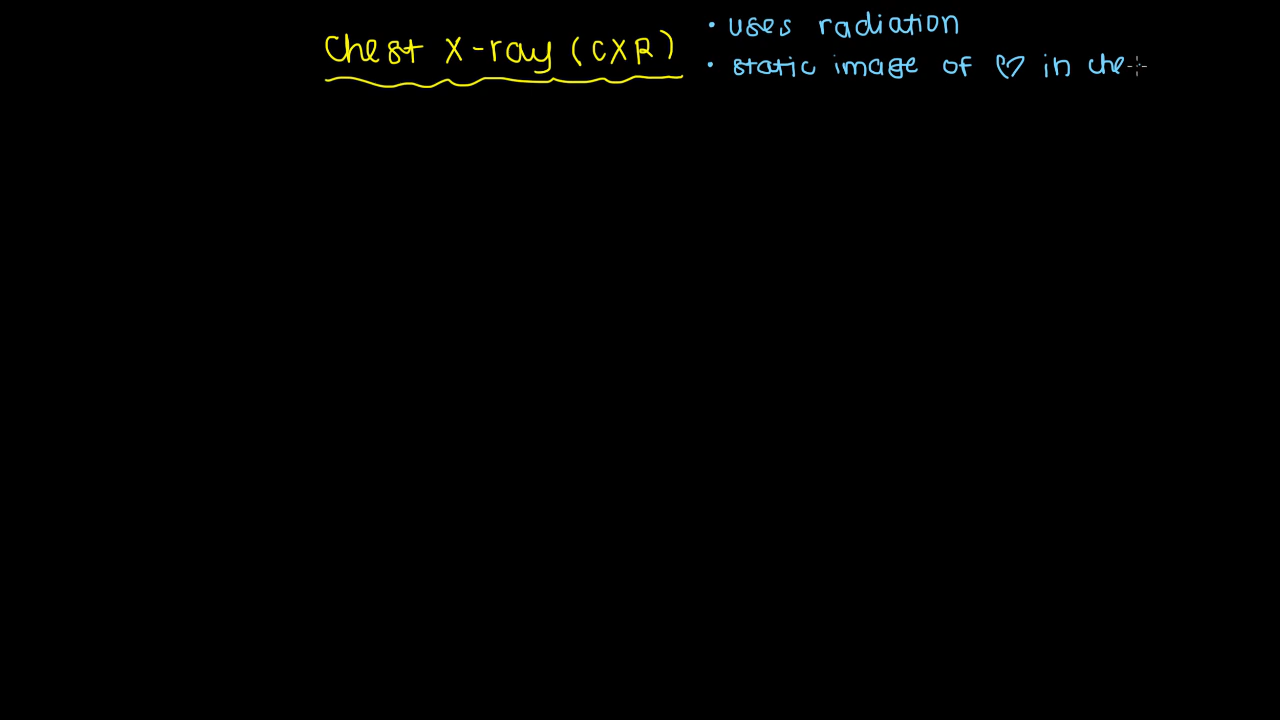 Chest X-ray (CXR)
• uses radiation
• static image of ♡ in che